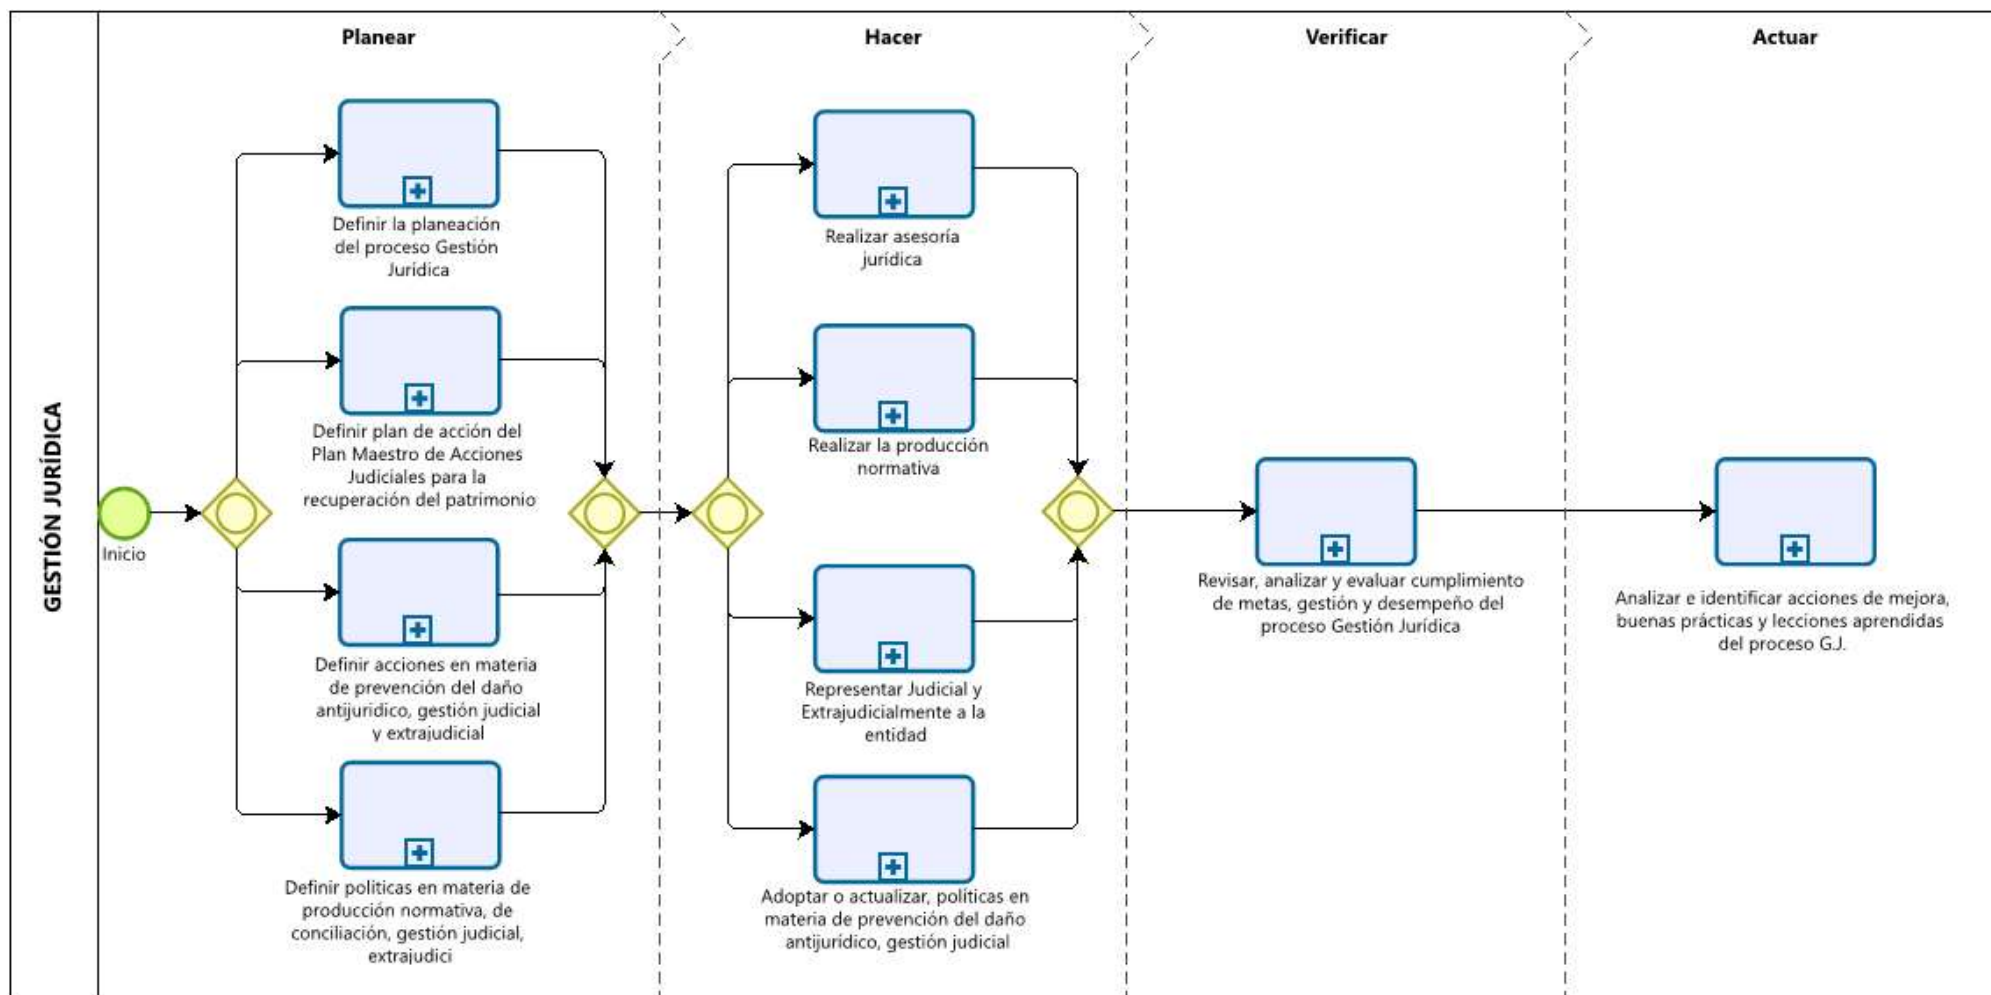 GESTIÓN JURÍDICA
Planear
Hacer
Verificar
Actuar
Inicio
Definir la planeación
del proceso Gestión
Jurídica
Definir plan de acción del
Plan Maestro de Acciones
Judiciales para la
recuperación del patrimonio
Definir acciones en materia
de prevención del daño
antijuridico, gestión judicial
y extrajudicial
Definir politicas en materia de
producción normativa, de
conciliación, gestión judicial,
extrajudici
Realizar asesoría
jurídica
Realizar la producción
normativa
Representar Judicial y
Extrajudicialmente a la
entidad
Adoptar o actualizar, políticas en
materia de prevención del daño
antijurídico, gestión judicial
Revisar, analizar y evaluar cumplimiento
de metas, gestión y desempeño del
proceso Gestión Jurídica
Analizar e identificar acciones de mejora,
buenas prácticas y lecciones aprendidas
del proceso G.J.